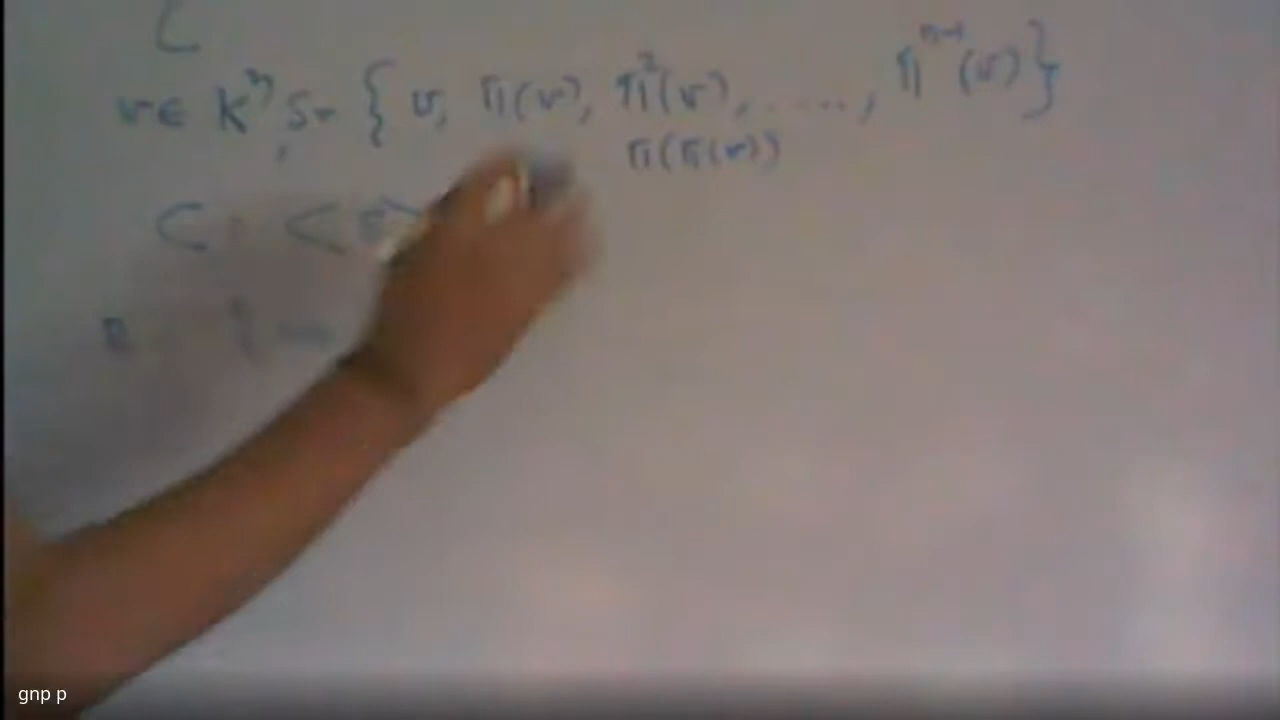 C
v ∈ K^n, S = { v, π(v), π²(v), ....., π^{n-1}(v) }
π(π(v))
C = < S >
gnp p